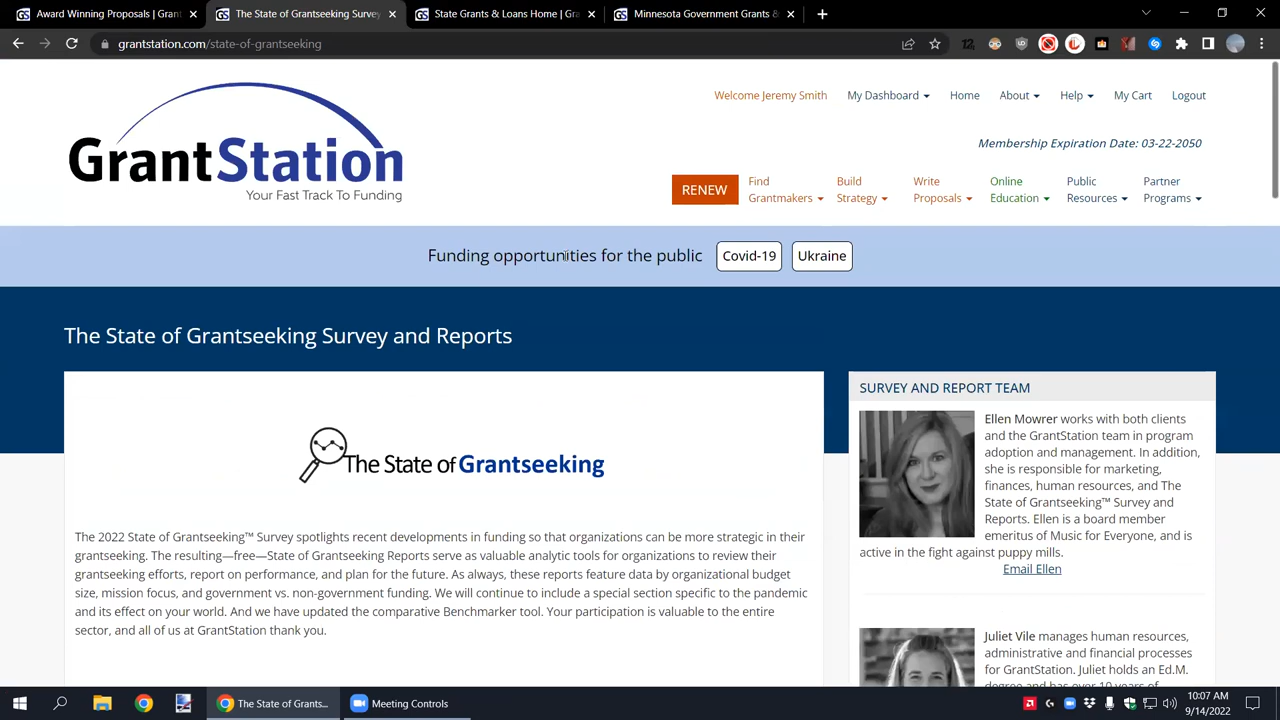 Award Winning Proposals | Grant
The State of Grantseeking Survey
State Grants & Loans Home | Gra
Minnesota Government Grants &
grantstation.com/state-of-grantseeking
Welcome Jeremy Smith
My Dashboard
Home
About
Help
My Cart
Logout
GrantStation
Your Fast Track To Funding
Membership Expiration Date: 03-22-2050
RENEW
Find Grantmakers
Build Strategy
Write Proposals
Online Education
Public Resources
Partner Programs
Funding opportunities for the public
Covid-19
Ukraine
The State of Grantseeking Survey and Reports
The State of Grantseeking
The 2022 State of Grantseeking™ Survey spotlights recent developments in funding so that organizations can be more strategic in their
grantseeking. The resulting—free—State of Grantseeking Reports serve as valuable analytic tools for organizations to review their
grantseeking efforts, report on performance, and plan for the future. As always, these reports feature data by organizational budget
size, mission focus, and government vs. non-government funding. We will continue to include a special section specific to the pandemic
and its effect on your world. And we have updated the comparative Benchmarker tool. Your participation is valuable to the entire
sector, and all of us at GrantStation thank you.
SURVEY AND REPORT TEAM
Ellen Mowrer works with both clients
and the GrantStation team in program
adoption and management. In addition,
she is responsible for marketing,
finances, human resources, and The
State of Grantseeking™ Survey and
Reports. Ellen is a board member
emeritus of Music for Everyone, and is
active in the fight against puppy mills.
Email Ellen
Juliet Vile manages human resources,
administrative and financial processes
for GrantStation. Juliet holds an Ed.M.
degree and has over 10 years of
The State of Grants...
Meeting Controls
10:07 AM
9/14/2022